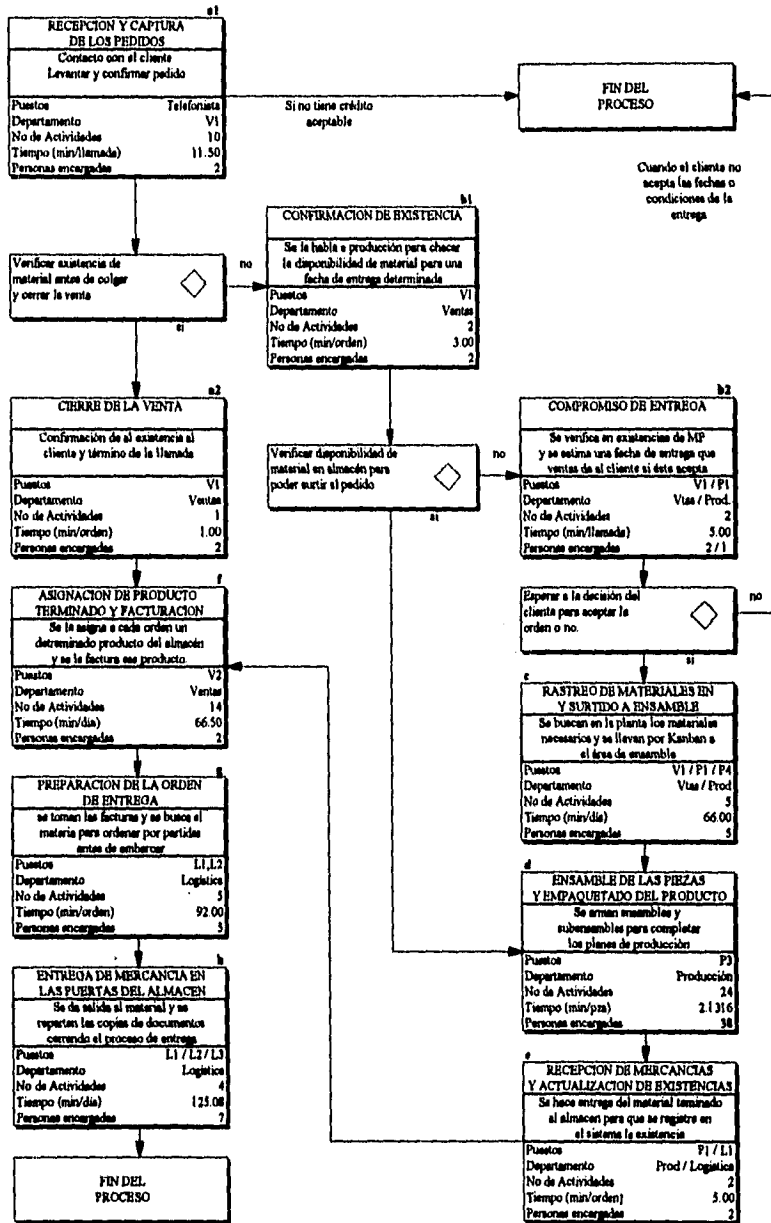 a1
RECEPCION Y CAPTURA
DE LOS PEDIDOS
Contacto con el cliente
Levantar y confirmar pedido
Puestos Telefonista
Departamento V1
No de Actividades 10
Tiempo (min/llamada) 11.50
Personas encargadas 2
Si no tiene crédito
aceptable
FIN DEL
PROCESO
Cuando el cliente no
acepta las fechas o
condiciones de la
entrega
Verificar existencia de
material antes de colgar
y cerrar la venta
no
si
b1
CONFIRMACION DE EXISTENCIA
Se la habla a producción para checar
la disponibilidad de material para una
fecha de entrega determinada
Puestos V1
Departamento Ventas
No de Actividades 2
Tiempo (min/orden) 3.00
Personas encargadas 2
a2
CIERRE DE LA VENTA
Confirmación de al existencia al
cliente y término de la llamada
Puestos V1
Departamento Ventas
No de Actividades 1
Tiempo (min/orden) 1.00
Personas encargadas 2
Verificar disponibilidad de
material en almacén para
poder surtir el pedido
no
si
b2
COMPROMISO DE ENTREGA
Se verifica en existencias de MP
y se estima una fecha de entrega que
ventas da al cliente si éste acepta
Puestos V1 / P1
Departamento Vtas / Prod.
No de Actividades 2
Tiempo (min/llamada) 5.00
Personas encargadas 2 / 1
Esperar a la decisión del
cliente para aceptar la
orden o no.
no
si
f
ASIGNACION DE PRODUCTO
TERMINADO Y FACTURACION
Se la asigna a cada orden un
detreminado producto del almacén
y se la factura ese producto
Puestos V2
Departamento Ventas
No de Actividades 14
Tiempo (min/día) 66.50
Personas encargadas 2
c
RASTREO DE MATERIALES EN
Y SURTIDO A ENSAMBLE
Se buscan en la planta los materiales
necesarios y se llevan por Kanban a
el área de ensamble
Puestos V1 / P1 / P4
Departamento Vtas / Prod
No de Actividades 5
Tiempo (min/día) 66.00
Personas encargadas 5
g
PREPARACION DE LA ORDEN
DE ENTREGA
se toman las facturas y se busca el
materia para ordenar por partidas
antes de embarcar
Puestos L1,L2
Departamento Logística
No de Actividades 5
Tiempo (min/orden) 92.00
Personas encargadas
d
ENSAMBLE DE LAS PIEZAS
Y EMPAQUETADO DEL PRODUCTO
Se arman ensambles y
subensambles para completar
los planes de producción
Puestos P3
Departamento Producción
No de Actividades 24
Tiempo (min/pza) 2.1316
Personas encargadas 38
h
ENTREGA DE MERCANCIA EN
LAS PUERTAS DEL ALMACEN
Se da salida al material y se
reparten las copias de documentos
cerrando el proceso de entrega
Puestos L1 / L2 / L3
Departamento Logística
No de Actividades 4
Tiempo (min/día) 125.08
Personas encargadas 7
e
RECEPCION DE MERCANCIAS
Y ACTUALIZACION DE EXISTENCIAS
Se hace entrega del material teminado
al almacen para que se registre en
el sistema la existencia
Puestos P1 / L1
Departamento Prod / Logística
No de Actividades 2
Tiempo (min/orden) 5.00
Personas encargadas 2
FIN DEL
PROCESO